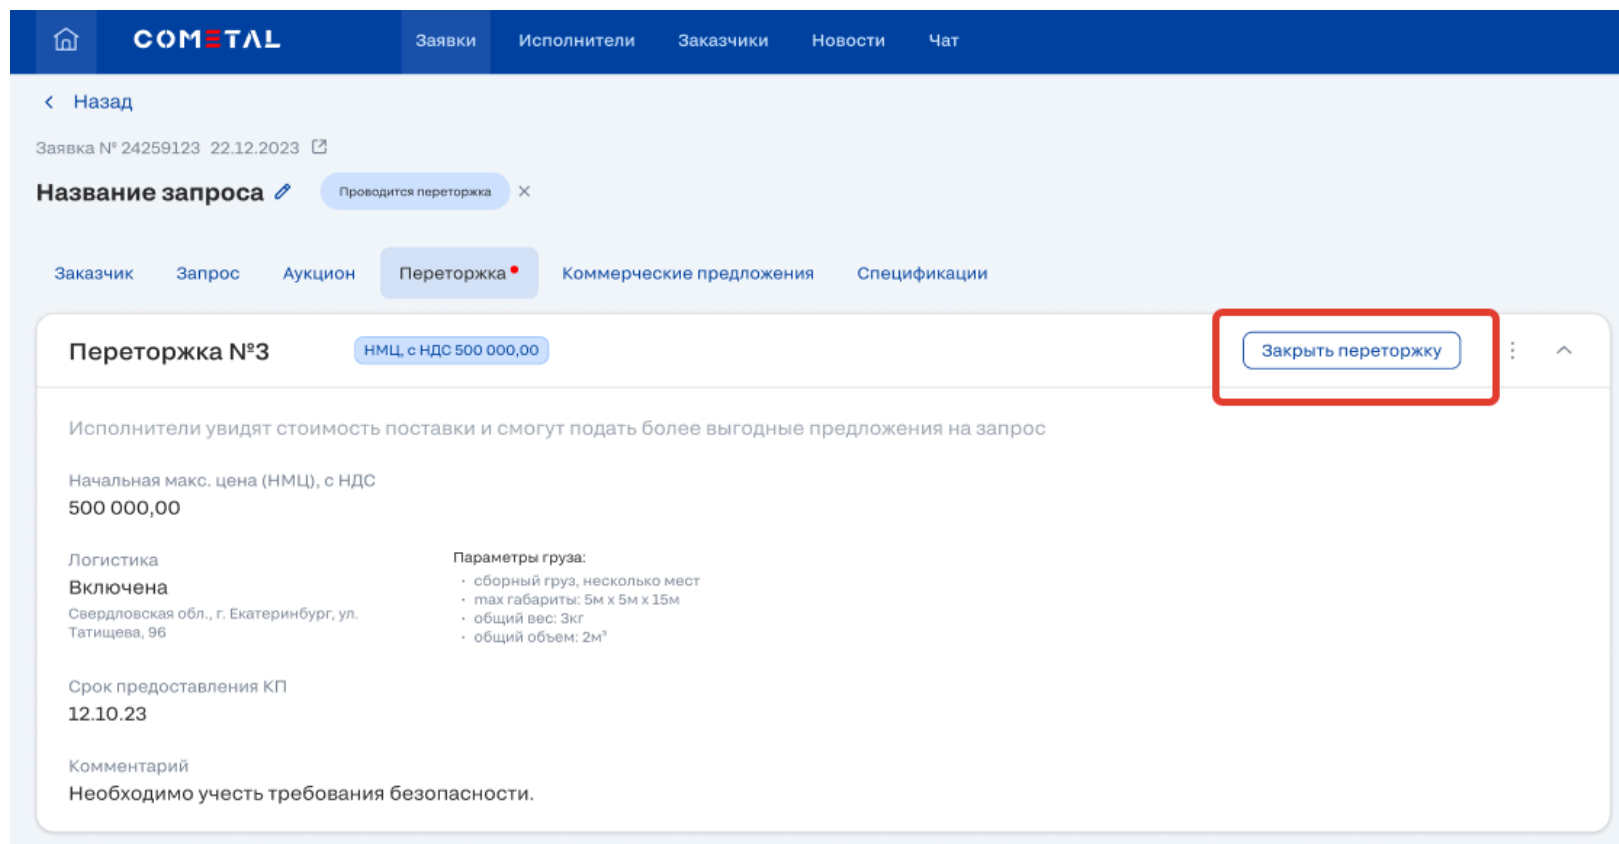 COMETAL
Заявки Исполнители Заказчики Новости Чат
Назад
Заявка № 24259123 22.12.2023
Название запроса
Проводится переторжка
Заказчик Запрос Аукцион Переторжка Коммерческие предложения Спецификации
Переторжка №3
НМЦ, с НДС 500 000,00
Закрыть переторжку
Исполнители увидят стоимость поставки и смогут подать более выгодные предложения на запрос
Начальная макс. цена (НМЦ), с НДС
500 000,00
Логистика
Включена
Свердловская обл., г. Екатеринбург, ул.
Татищева, 96
Параметры груза:
· сборный груз, несколько мест
· max габариты: 5м х 5м х 15м
· общий вес: 3кг
· общий объем: 2м³
Срок предоставления КП
12.10.23
Комментарий
Необходимо учесть требования безопасности.